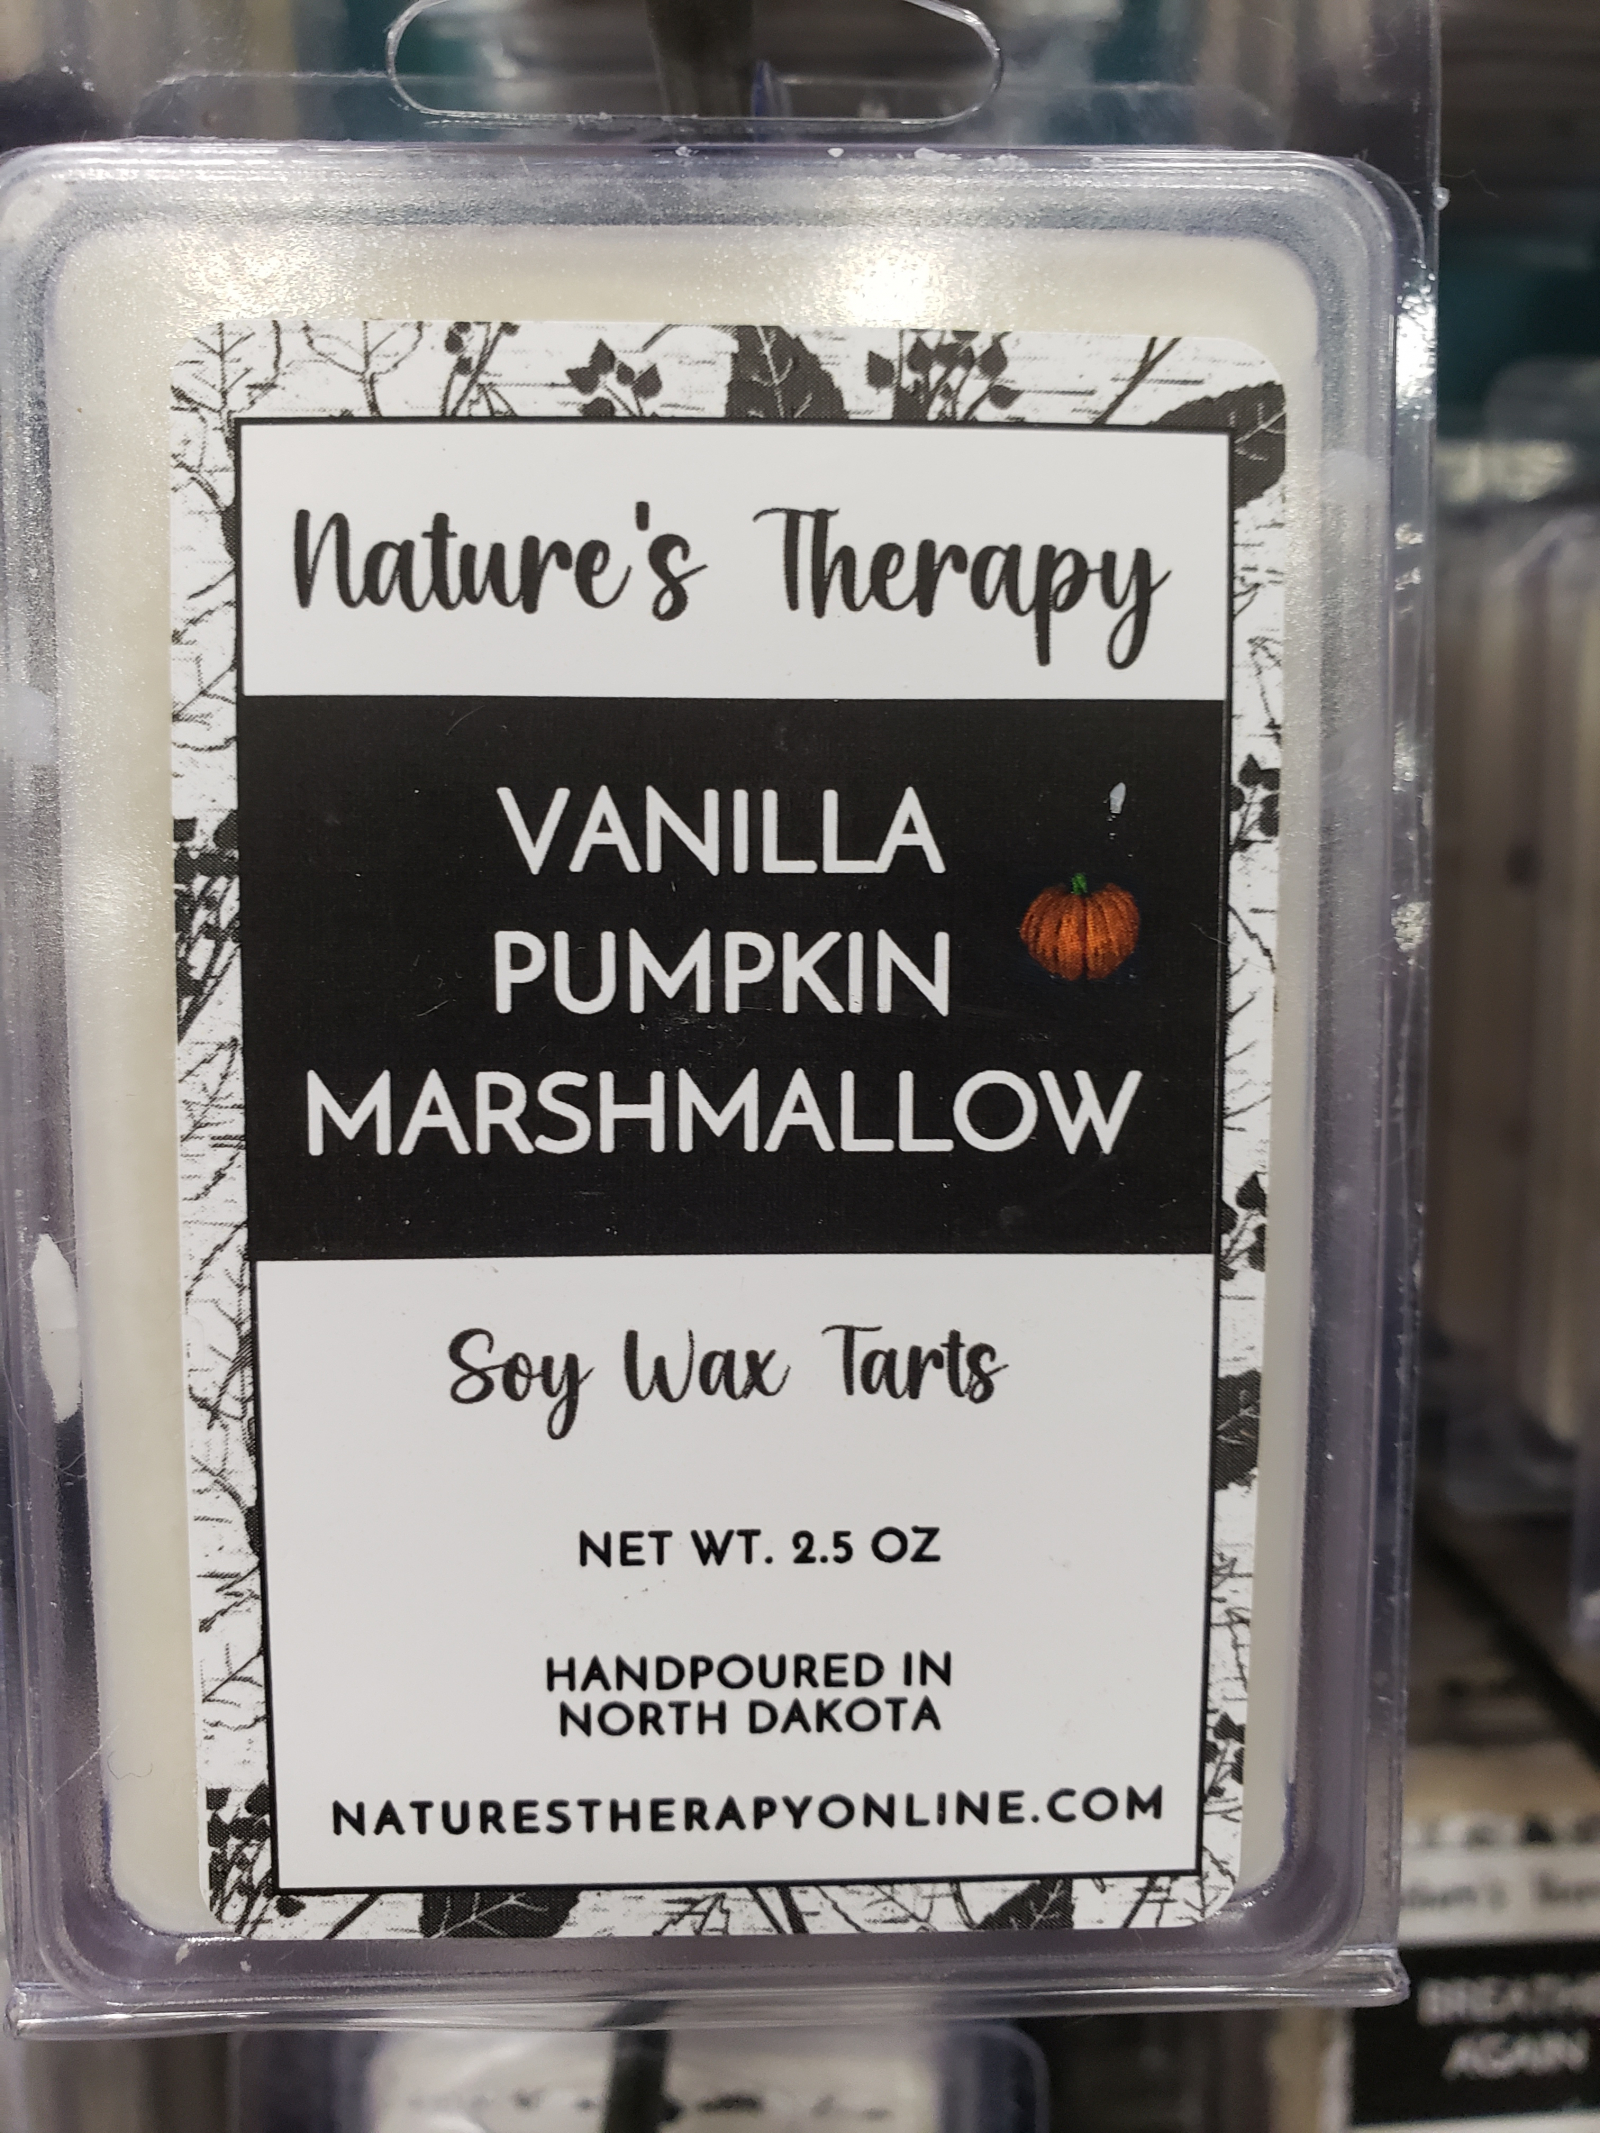 Nature's Therapy
VANILLA
PUMPKIN
MARSHMALLOW
Soy Wax Tarts
NET WT. 2.5 OZ
HANDPOURED IN
NORTH DAKOTA
NATURESTHERAPYONLINE.COM
AGAIN